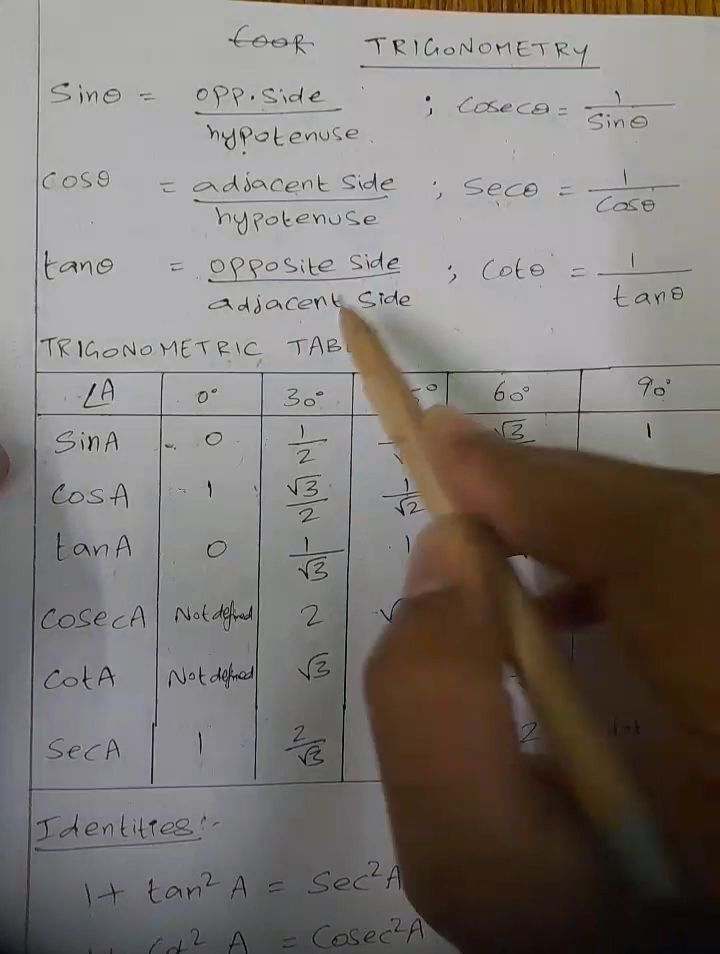 TRIGONOMETRY
Sinθ = opp. side / hypotenuse ; Cosecθ = 1 / Sinθ
cosθ = adjacent side / hypotenuse ; Secθ = 1 / Cosθ
tanθ = opposite side / adjacent side ; Cotθ = 1 / tanθ
TRIGONOMETRIC TAB
∠A 0° 30° 60° 90°
SinA 0 1/2 √3 1
CosA 1 √3/2 1/√2
tanA 0 1/√3 1
CosecA Not defined 2
CotA Not defined √3
SecA 1 2/√3 2
Identities:-
1+ tan² A = Sec²A
A = Cosec²A